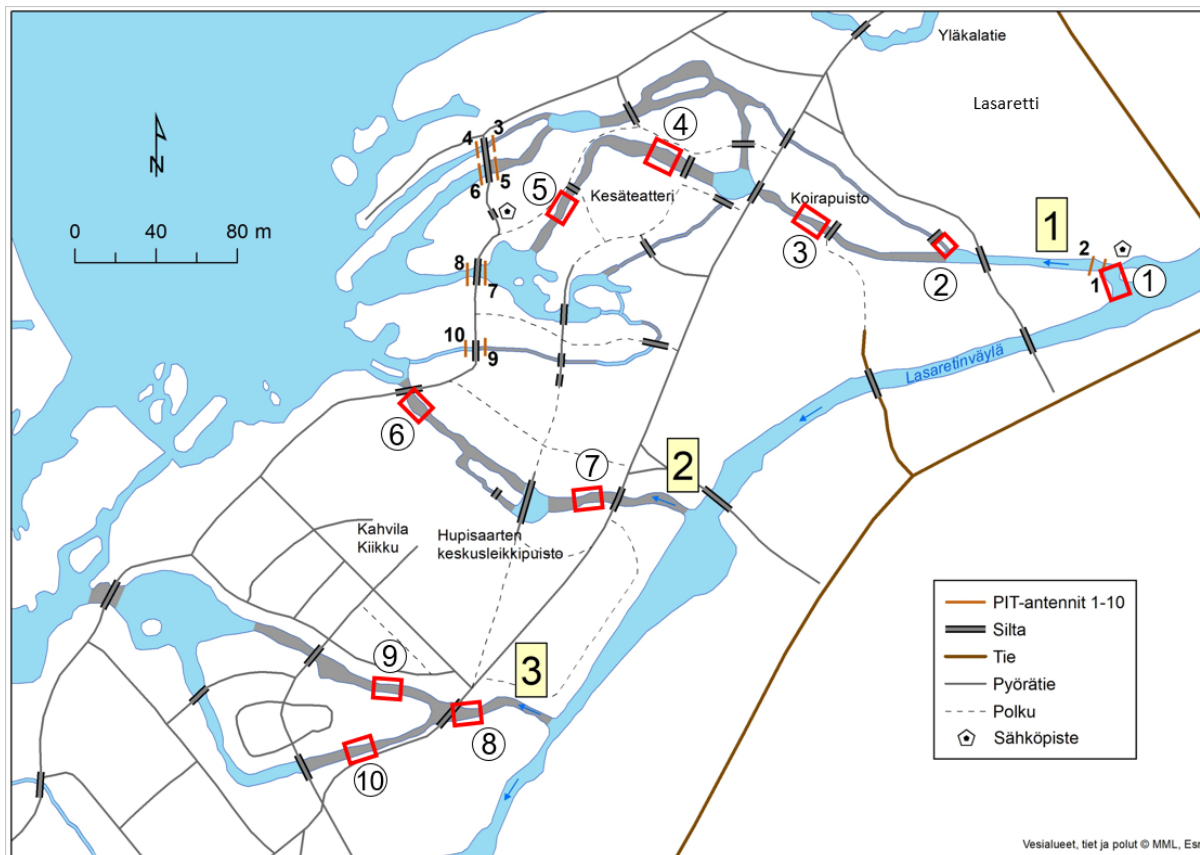 Yläkalatie
Lasaretti
N
0 40 80 m
3
4
4
5
6
5
Kesäteatteri
Koirapuisto
3
1
2
1
1
2
8
7
10
9
Lasaretinväylä
6
7
2
Kahvila
Kiikku
Hupisaarten
keskusleikkipuisto
9
3
8
10
PIT-antennit 1-10
Silta
Tie
Pyörätie
Polku
Sähköpiste
Vesialueet, tiet ja polut © MML, Esr